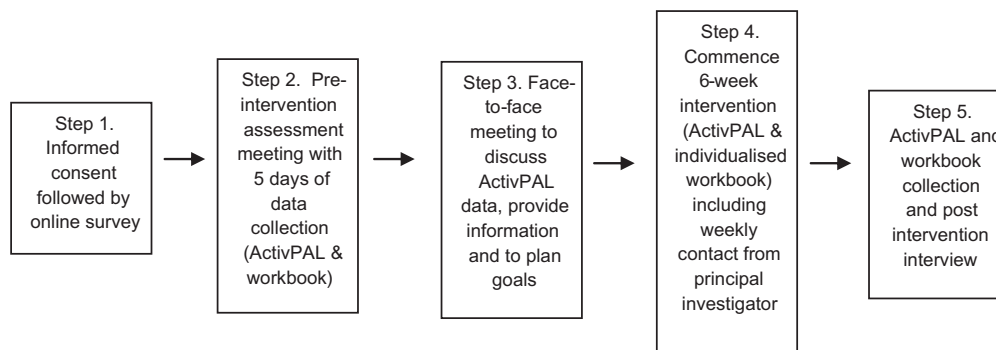 Step 1.
Informed
consent
followed by
online survey
Step 2. Pre-
intervention
assessment
meeting with
5 days of
data
collection
(ActivPAL &
workbook)
Step 3. Face-
to-face
meeting to
discuss
ActivPAL
data, provide
information
and to plan
goals
Step 4.
Commence
6-week
intervention
(ActivPAL &
individualised
workbook)
including
weekly
contact from
principal
investigator
Step 5.
ActivPAL and
workbook
collection
and post
intervention
interview